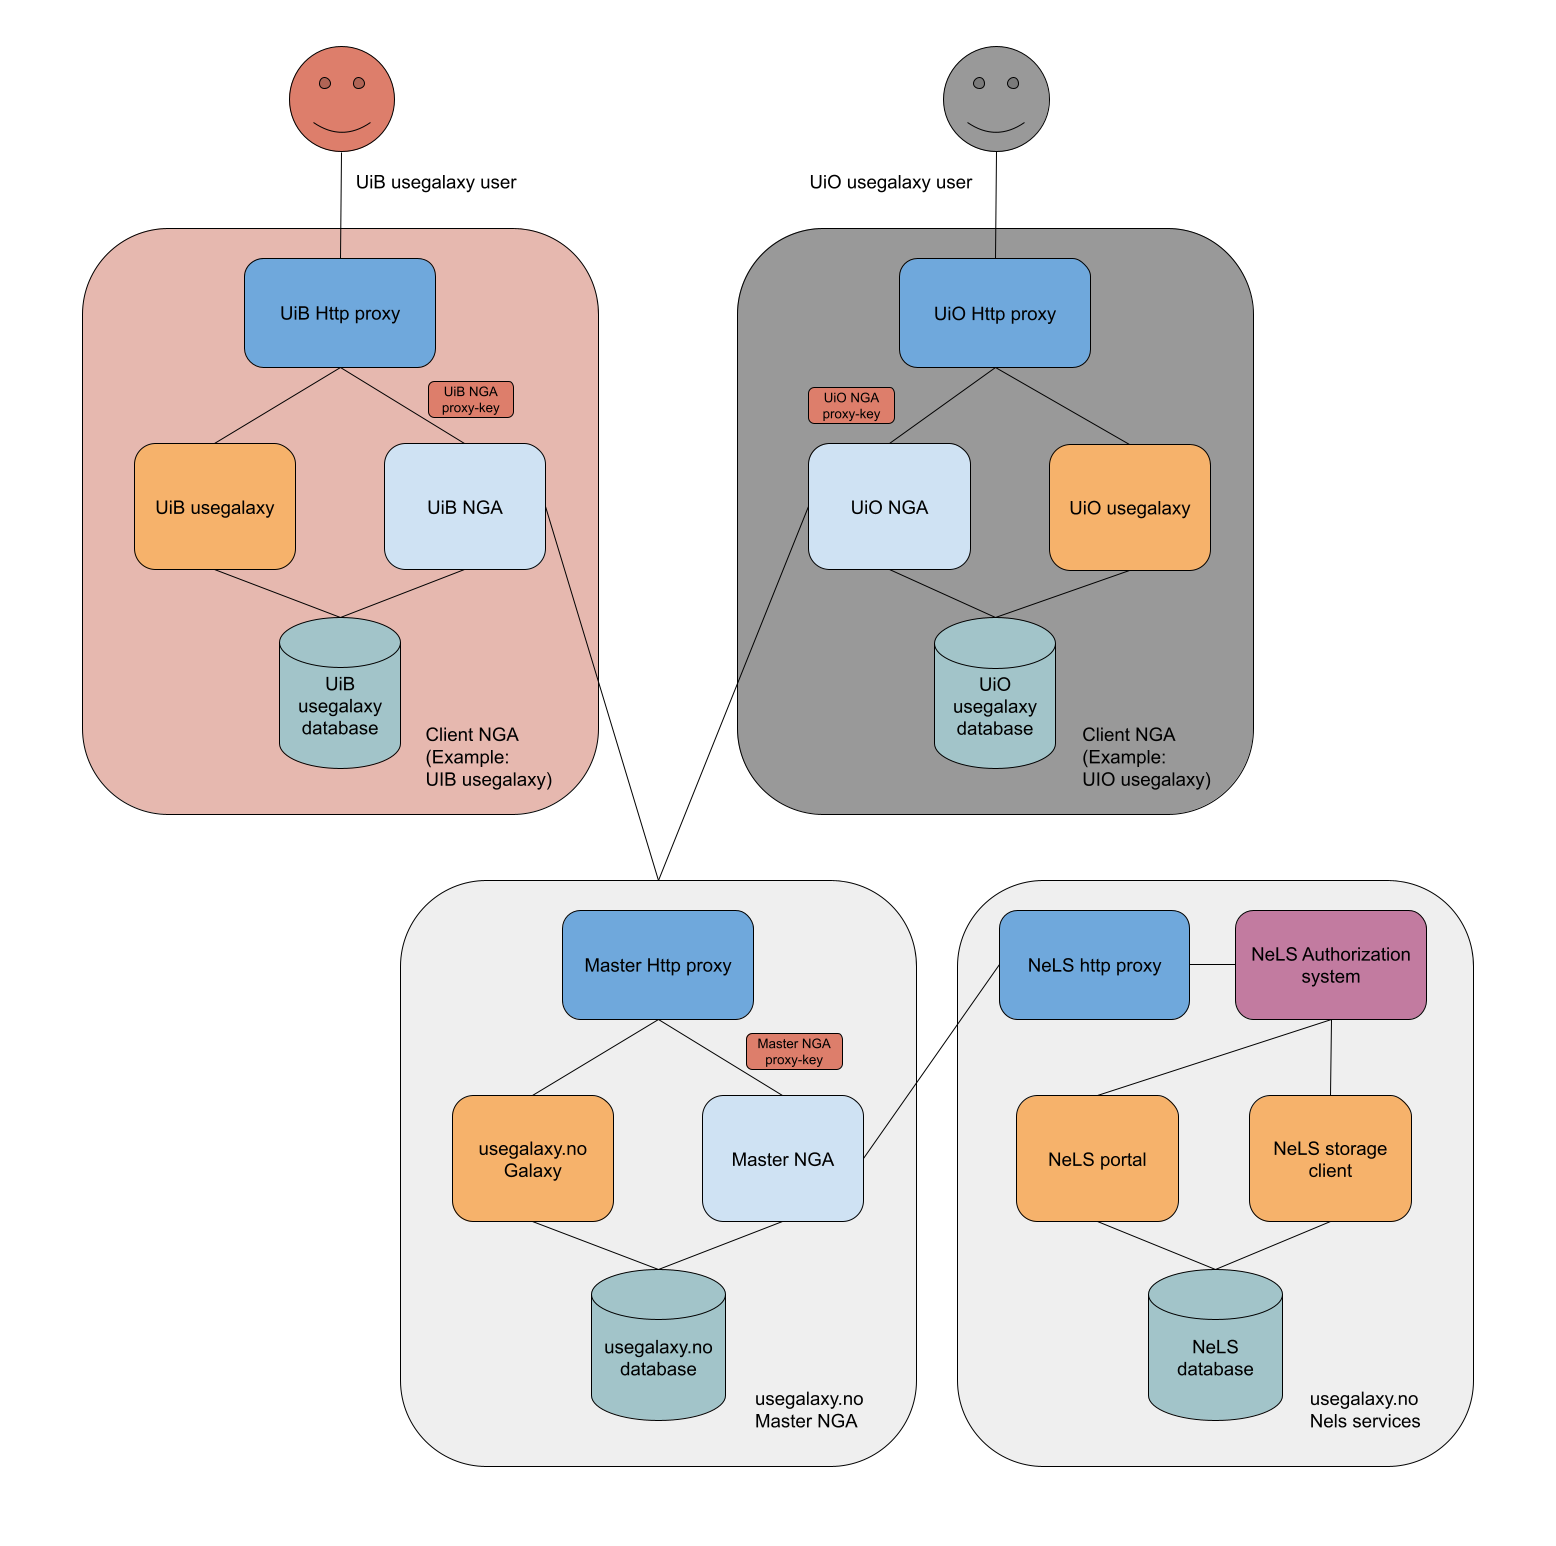 UiB usegalaxy user
UiO usegalaxy user
UiB Http proxy
UiB NGA
proxy-key
UiB usegalaxy
UiB NGA
UiB
usegalaxy
database
Client NGA
(Example:
UIB usegalaxy)
UiO Http proxy
UiO NGA
proxy-key
UiO NGA
UiO usegalaxy
UiO
usegalaxy
database
Client NGA
(Example:
UIO usegalaxy)
Master Http proxy
Master NGA
proxy-key
usegalaxy.no
Galaxy
Master NGA
usegalaxy.no
database
usegalaxy.no
Master NGA
NeLS http proxy
NeLS Authorization
system
NeLS portal
NeLS storage
client
NeLS
database
usegalaxy.no
Nels services